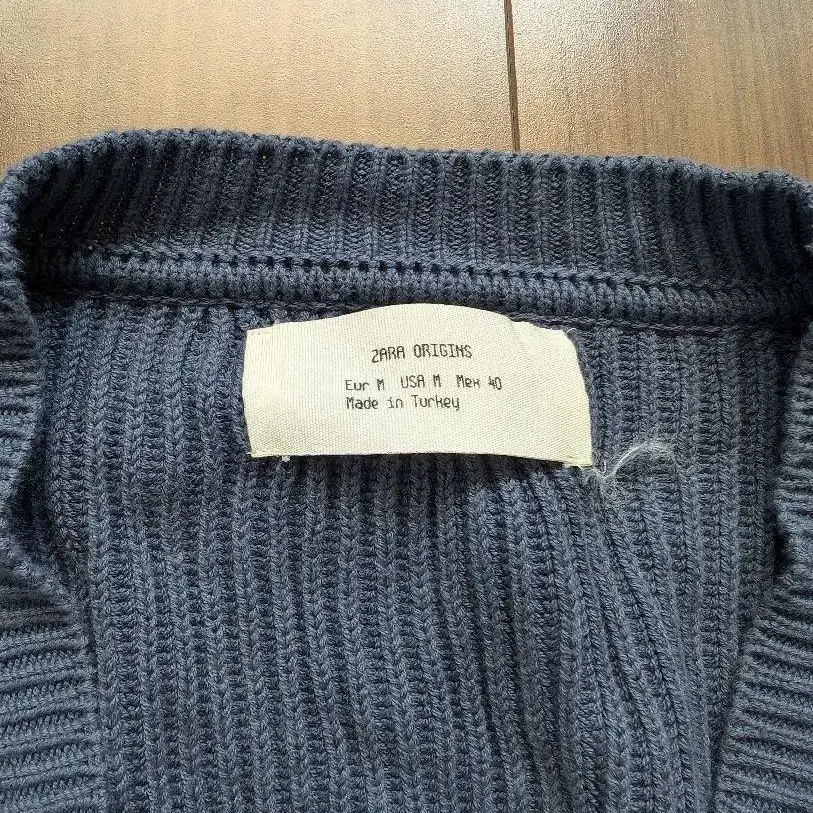 ZARA ORIGINS
Eur M USA M Mex 40
Made in Turkey